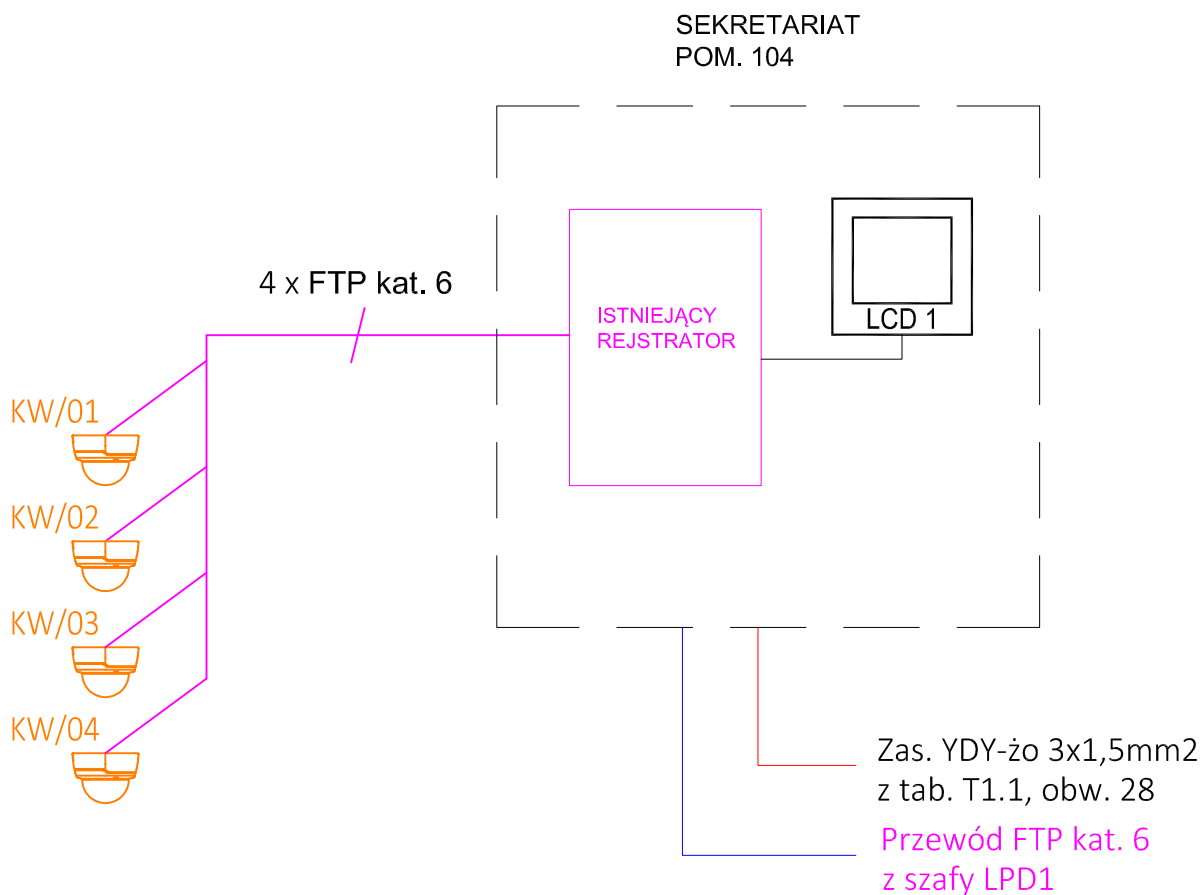 SEKRETARIAT
POM. 104
4 x FTP kat. 6
ISTNIEJĄCY
REJSTRATOR
LCD 1
KW/01
KW/02
KW/03
KW/04
Zas. YDY-żo 3x1,5mm2
z tab. T1.1, obw. 28
Przewód FTP kat. 6
z szafy LPD1